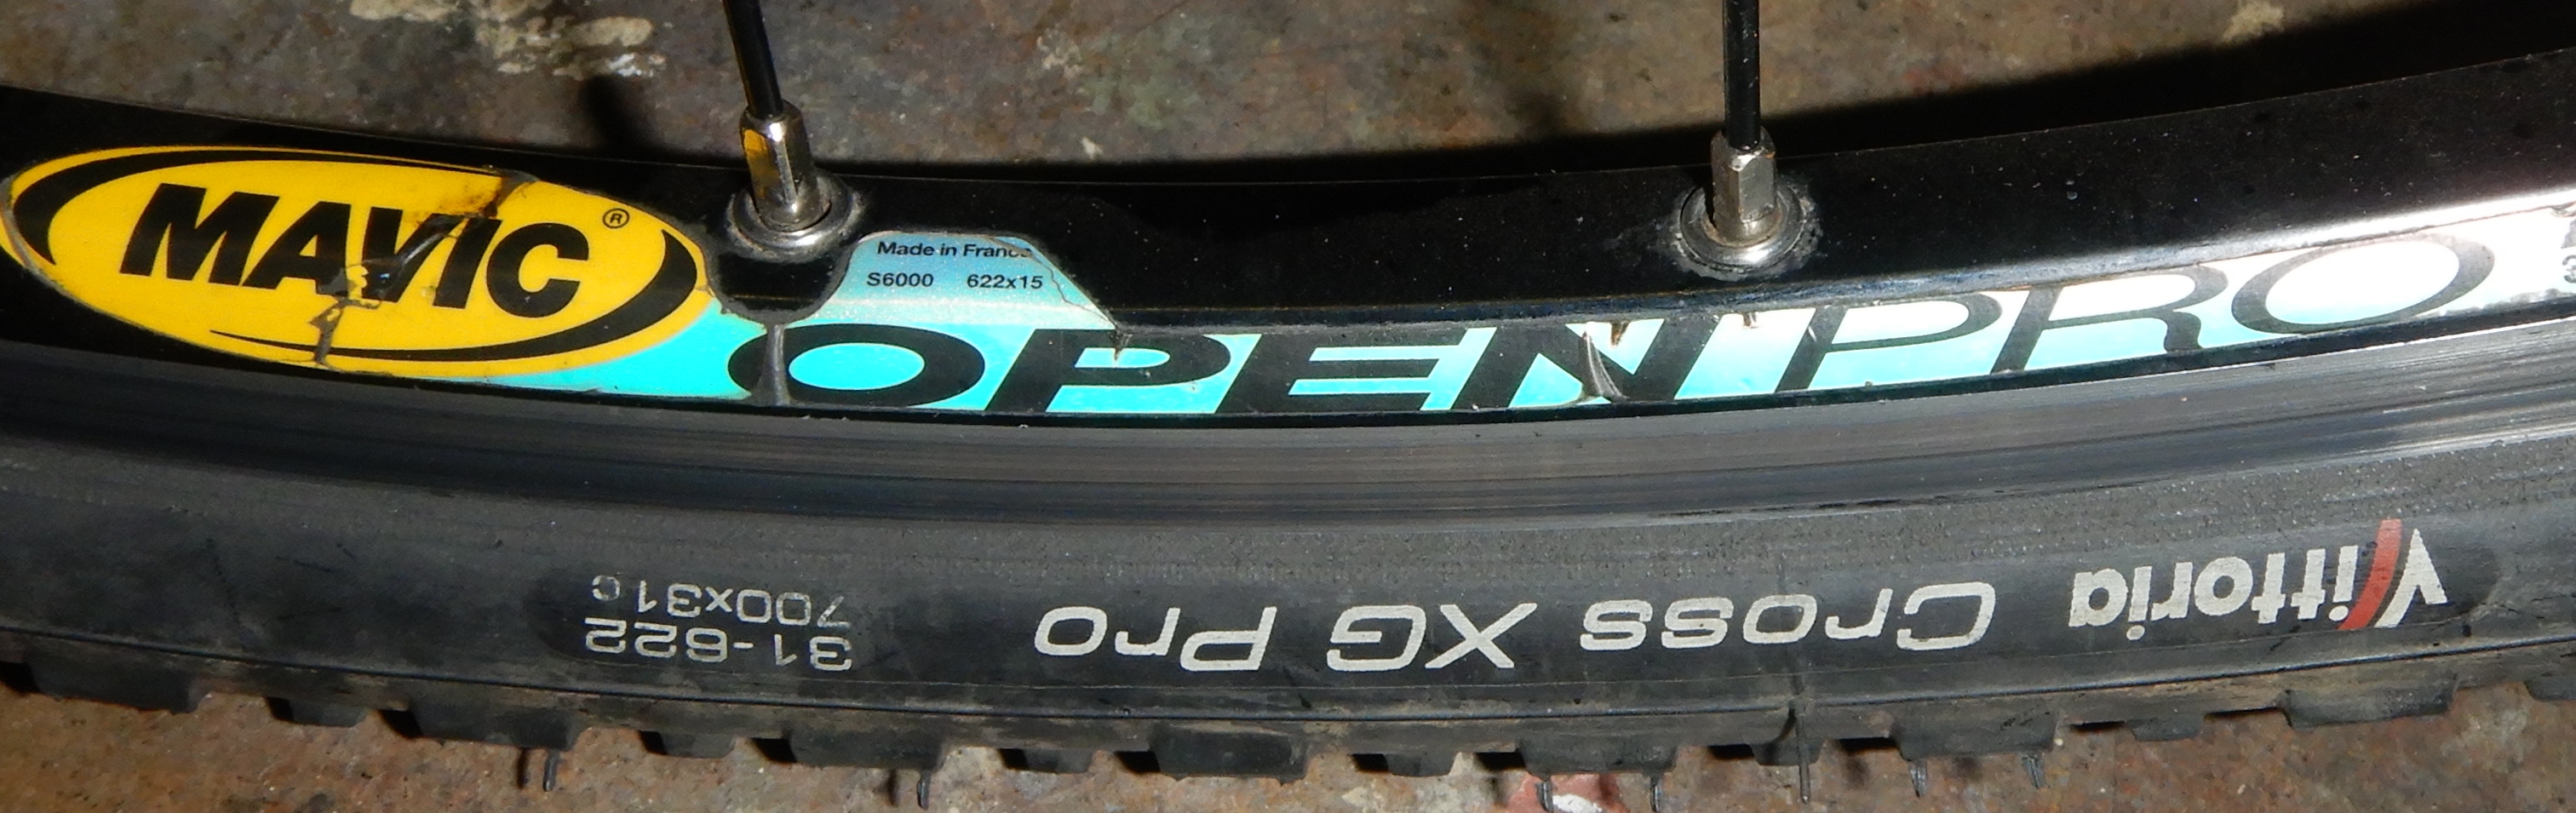 MAVIC®
Made in France
S6000 622x15
OPEN PRO
Vittoria Cross XG Pro
31-622
700x31c